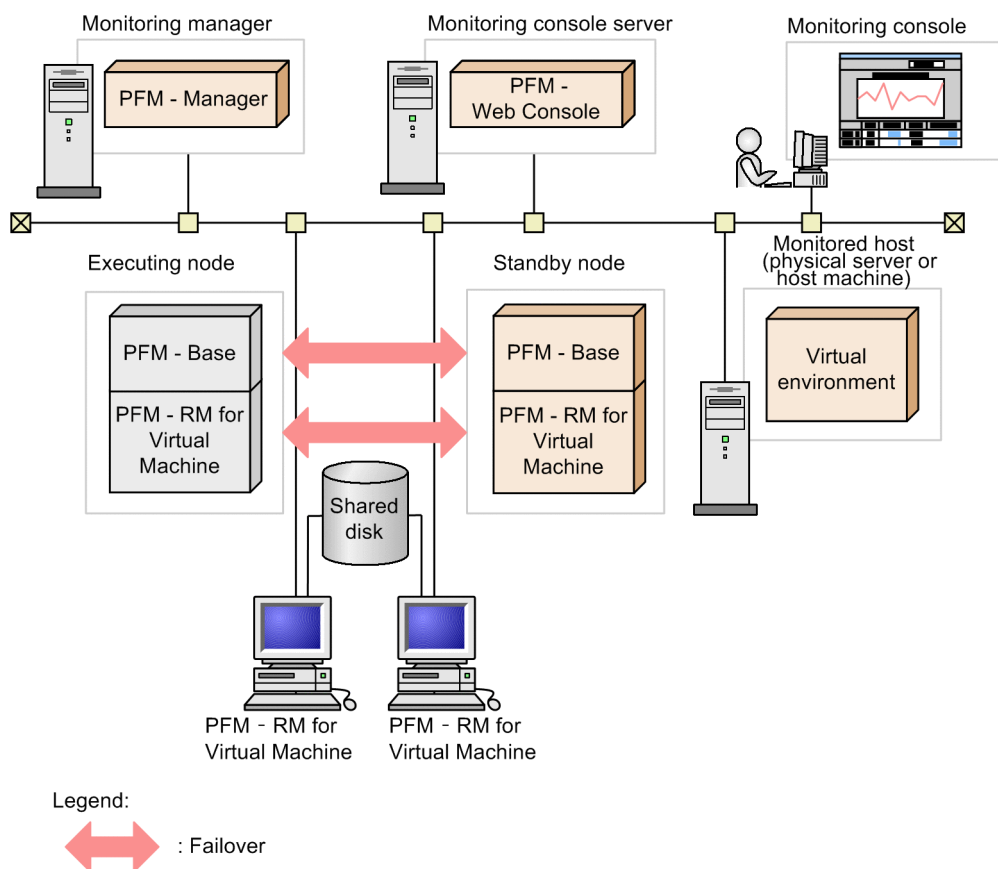 Monitoring manager
PFM - Manager
Monitoring console server
PFM -
Web Console
Monitoring console
Executing node
PFM - Base
PFM - RM for
Virtual
Machine
Standby node
PFM - Base
PFM - RM for
Virtual
Machine
Monitored host
(physical server or
host machine)
Virtual
environment
Shared
disk
PFM - RM for
Virtual Machine
PFM - RM for
Virtual Machine
Legend:
: Failover